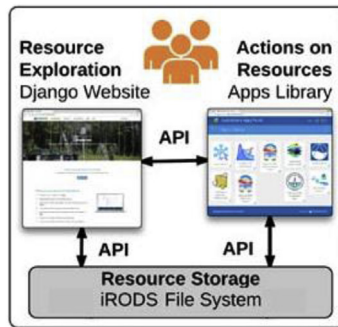 Resource
Exploration
Django Website
Actions on
Resources
Apps Library
API
API
API
Resource Storage
iRODS File System